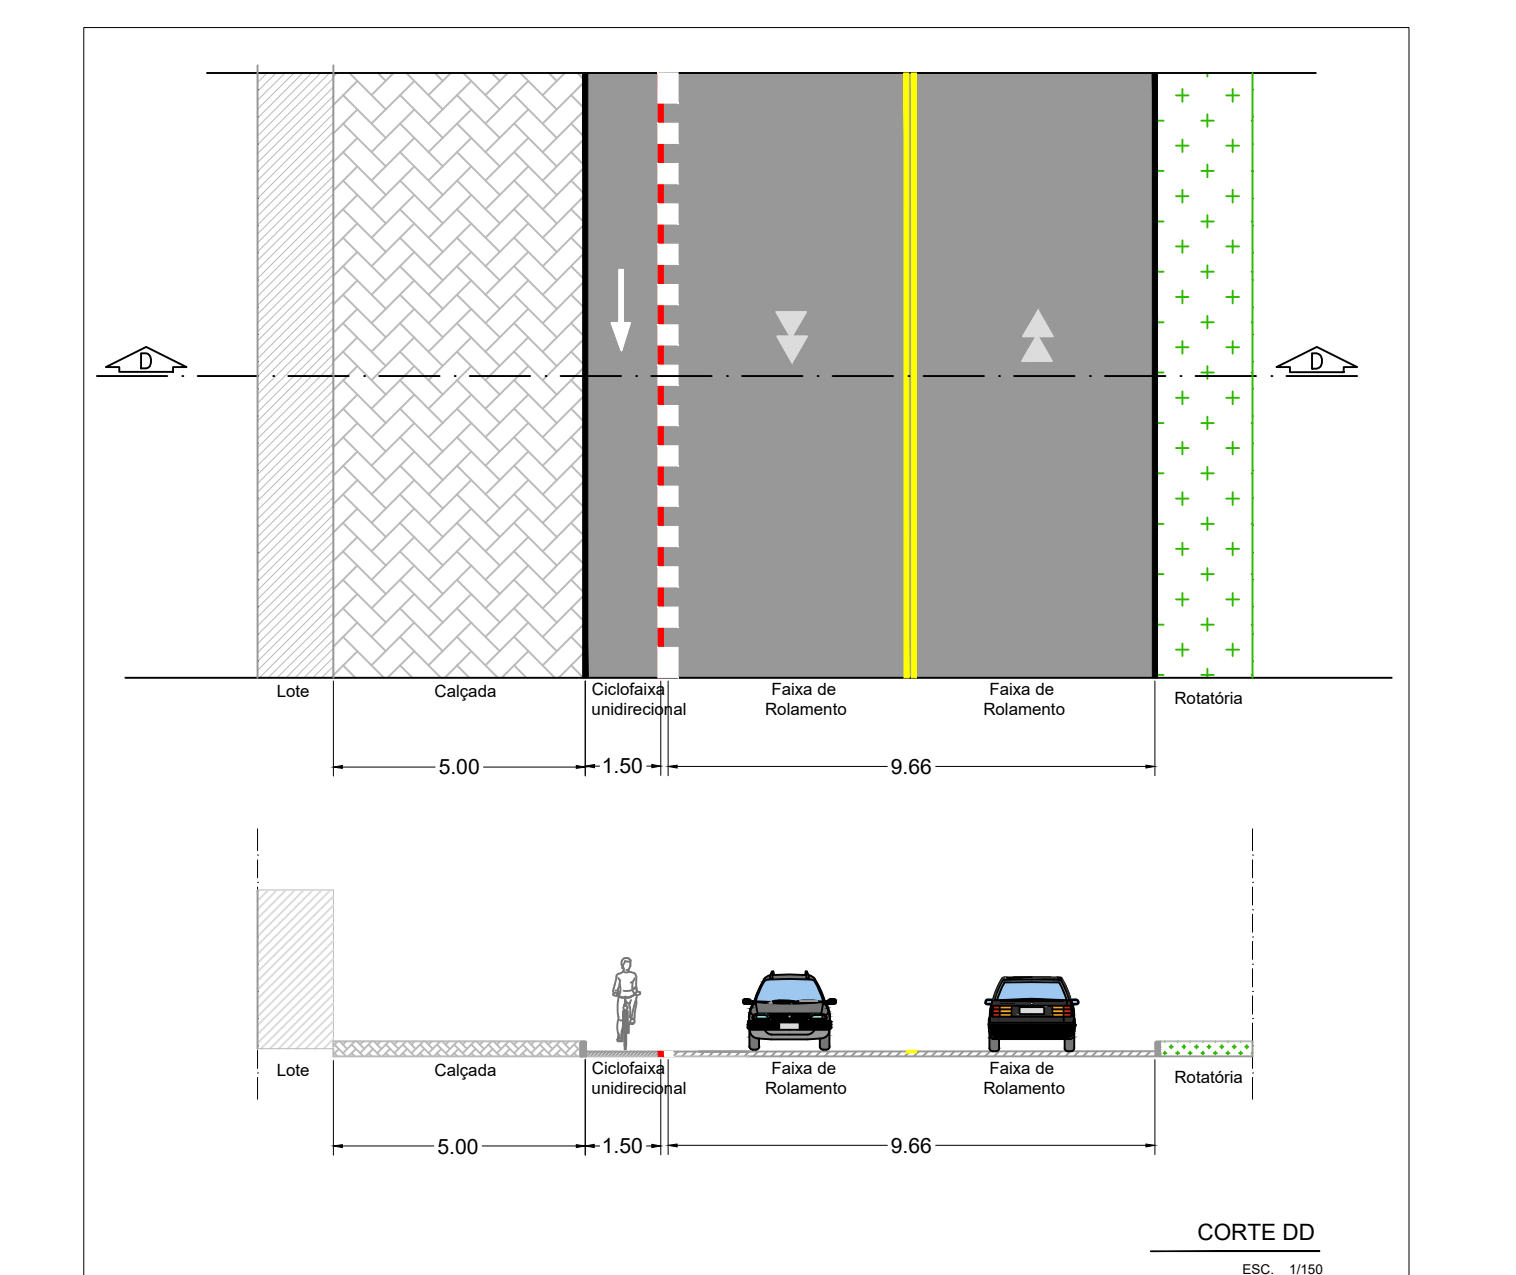 D
D
Lote
Calçada
Ciclofaixa
unidirecional
Faixa de
Rolamento
Faixa de
Rolamento
Rotatória
5.00
1.50
9.66
Lote
Calçada
Ciclofaixa
unidirecional
Faixa de
Rolamento
Faixa de
Rolamento
Rotatória
5.00
1.50
9.66
CORTE DD
ESC. 1/150